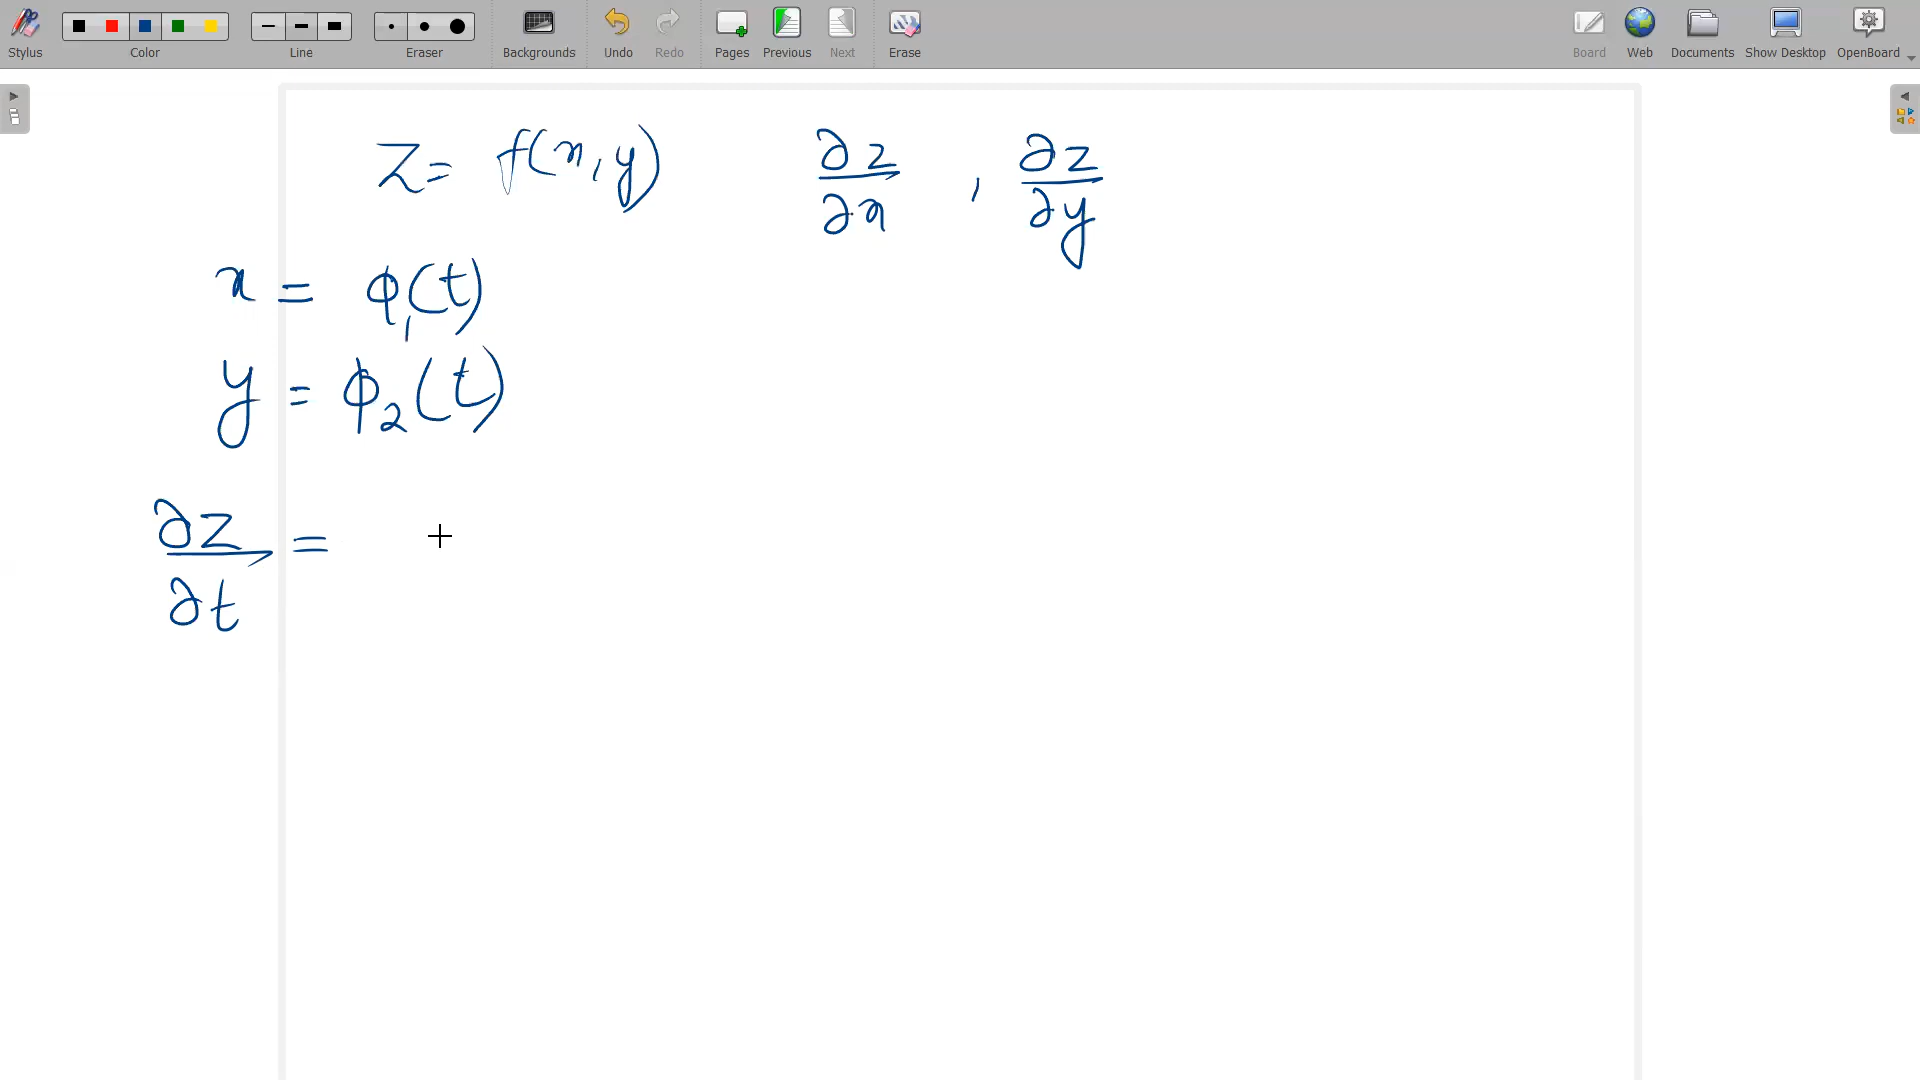 Stylus Color Line Eraser Backgrounds Undo Redo Pages Previous Next Erase Board Web Documents Show Desktop OpenBoard
z = f(x, y) ∂z/∂x , ∂z/∂y
x = φ₁(t)
y = φ₂(t)
∂z/∂t =